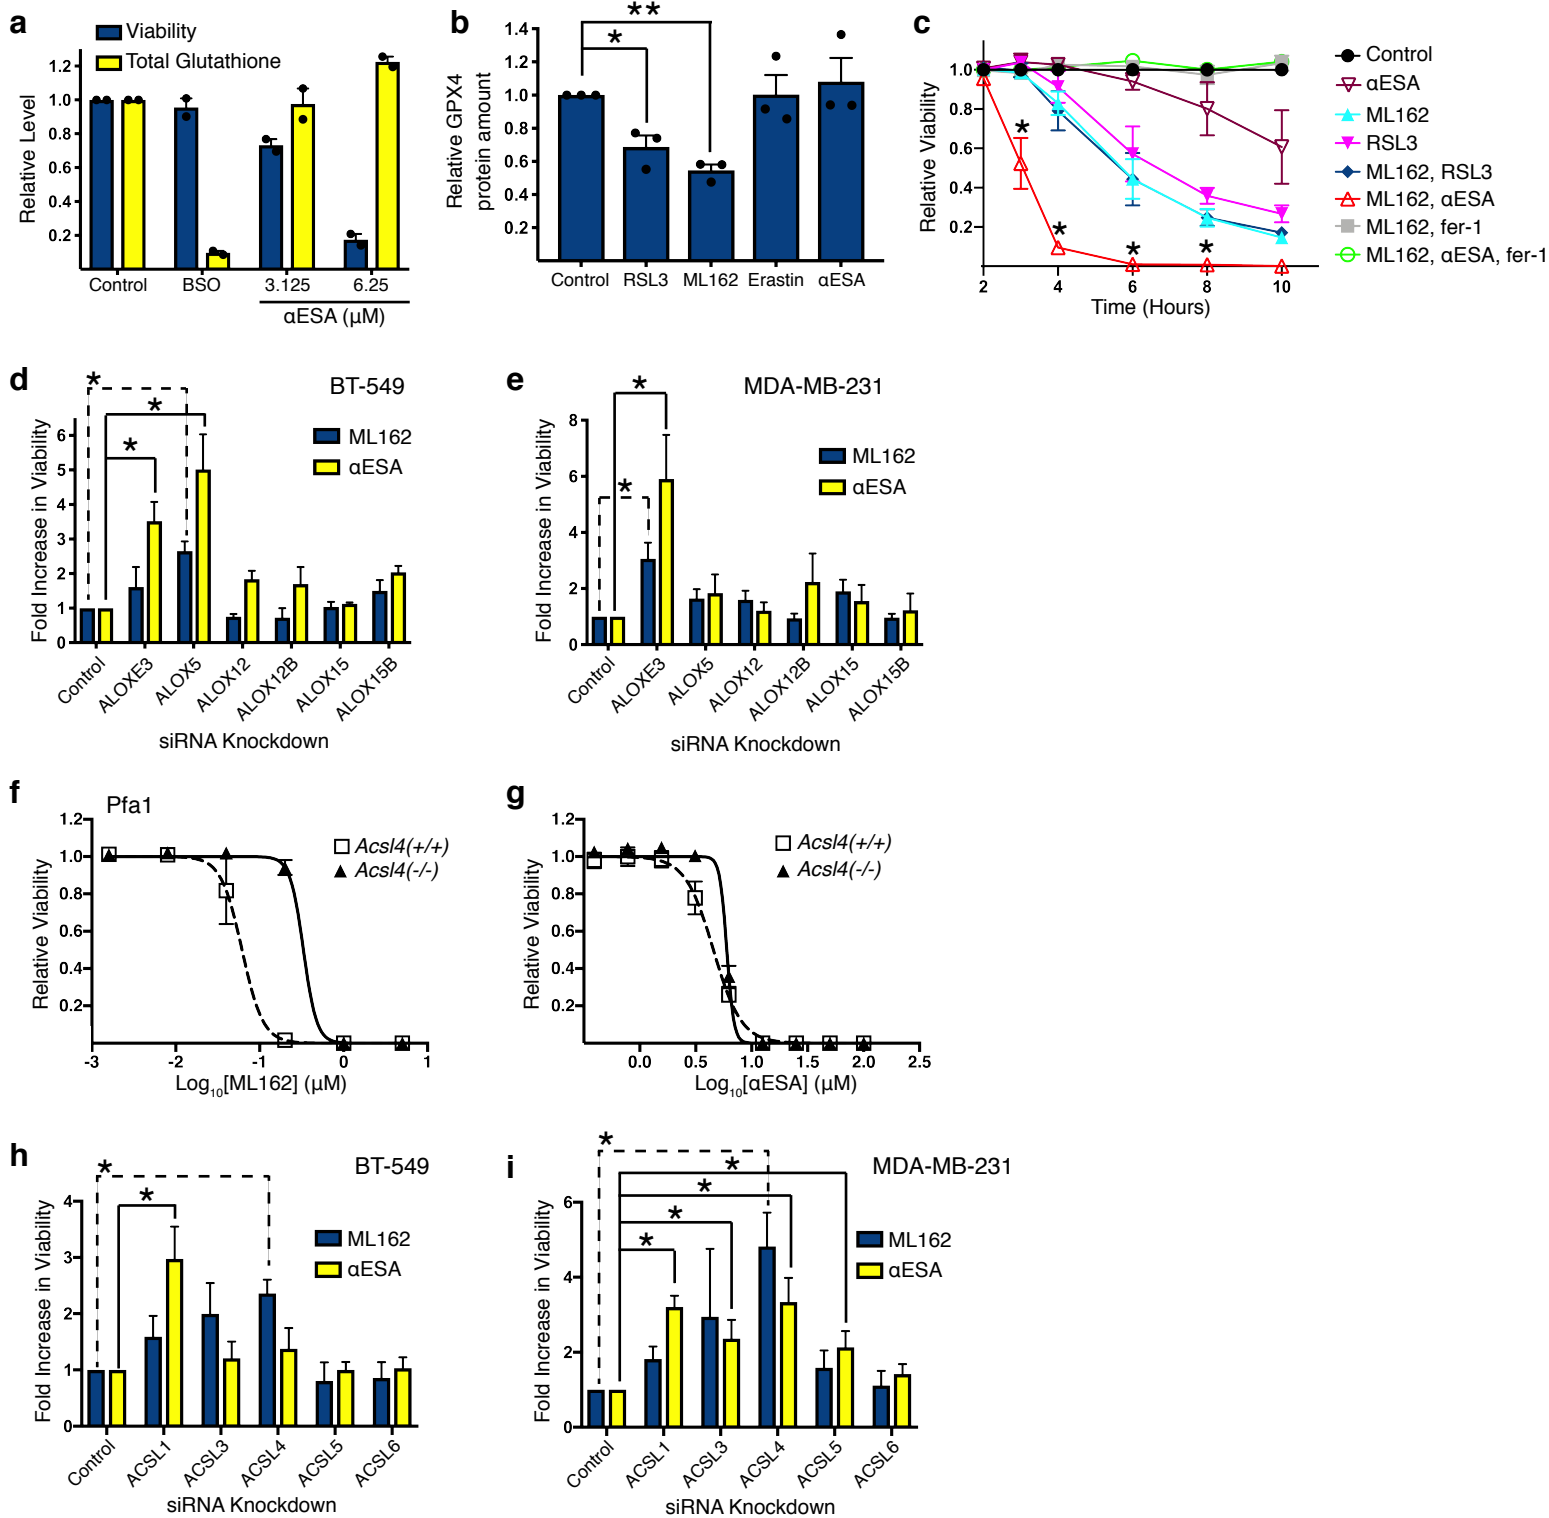 a
Viability
Total Glutathione
Relative Level
1.2
1.0
0.8
0.6
0.4
0.2
Control
BSO
3.125
6.25
αESA (μM)
b
Relative GPX4
protein amount
1.4
1.2
1.0
0.8
0.6
0.4
0.2
*
**
Control
RSL3
ML162
Erastin
αESA
c
Relative Viability
1.0
0.8
0.6
0.4
0.2
*
*
*
*
2
4
6
8
10
Time (Hours)
Control
αESA
ML162
RSL3
ML162, RSL3
ML162, αESA
ML162, fer-1
ML162, αESA, fer-1
d
BT-549
ML162
αESA
Fold Increase in Viability
6
5
4
3
2
1
0
*
*
*
Control
ALOXE3
ALOX5
ALOX12
ALOX12B
ALOX15
ALOX15B
siRNA Knockdown
e
MDA-MB-231
ML162
αESA
Fold Increase in Viability
8
6
4
2
0
*
*
Control
ALOXE3
ALOX5
ALOX12
ALOX12B
ALOX15
ALOX15B
siRNA Knockdown
f
Pfa1
Acsl4(+/+)
Acsl4(-/-)
Relative Viability
1.2
1.0
0.8
0.6
0.4
0.2
-3
-2
-1
0
1
Log10[ML162] (μM)
g
Acsl4(+/+)
Acsl4(-/-)
Relative Viability
1.2
1.0
0.8
0.6
0.4
0.2
0.0
0.5
1.0
1.5
2.0
2.5
Log10[αESA] (μM)
h
BT-549
ML162
αESA
Fold Increase in Viability
4
3
2
1
0
*
*
Control
ACSL1
ACSL3
ACSL4
ACSL5
ACSL6
siRNA Knockdown
i
MDA-MB-231
ML162
αESA
Fold Increase in Viability
6
4
2
0
*
*
*
*
*
Control
ACSL1
ACSL3
ACSL4
ACSL5
ACSL6
siRNA Knockdown